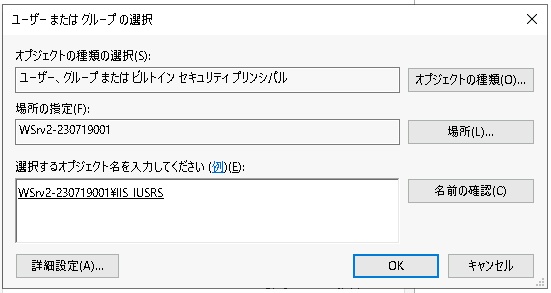 ユーザー または グループ の選択
オブジェクトの種類の選択(S):
ユーザー、グループ または ビルトイン セキュリティ プリンシパル
オブジェクトの種類(O)...
場所の指定(F):
WSrv2-230719001
場所(L)...
選択するオブジェクト名を入力してください (例)(E):
WSrv2-230719001¥IIS_IUSRS
名前の確認(C)
詳細設定(A)...
OK
キャンセル